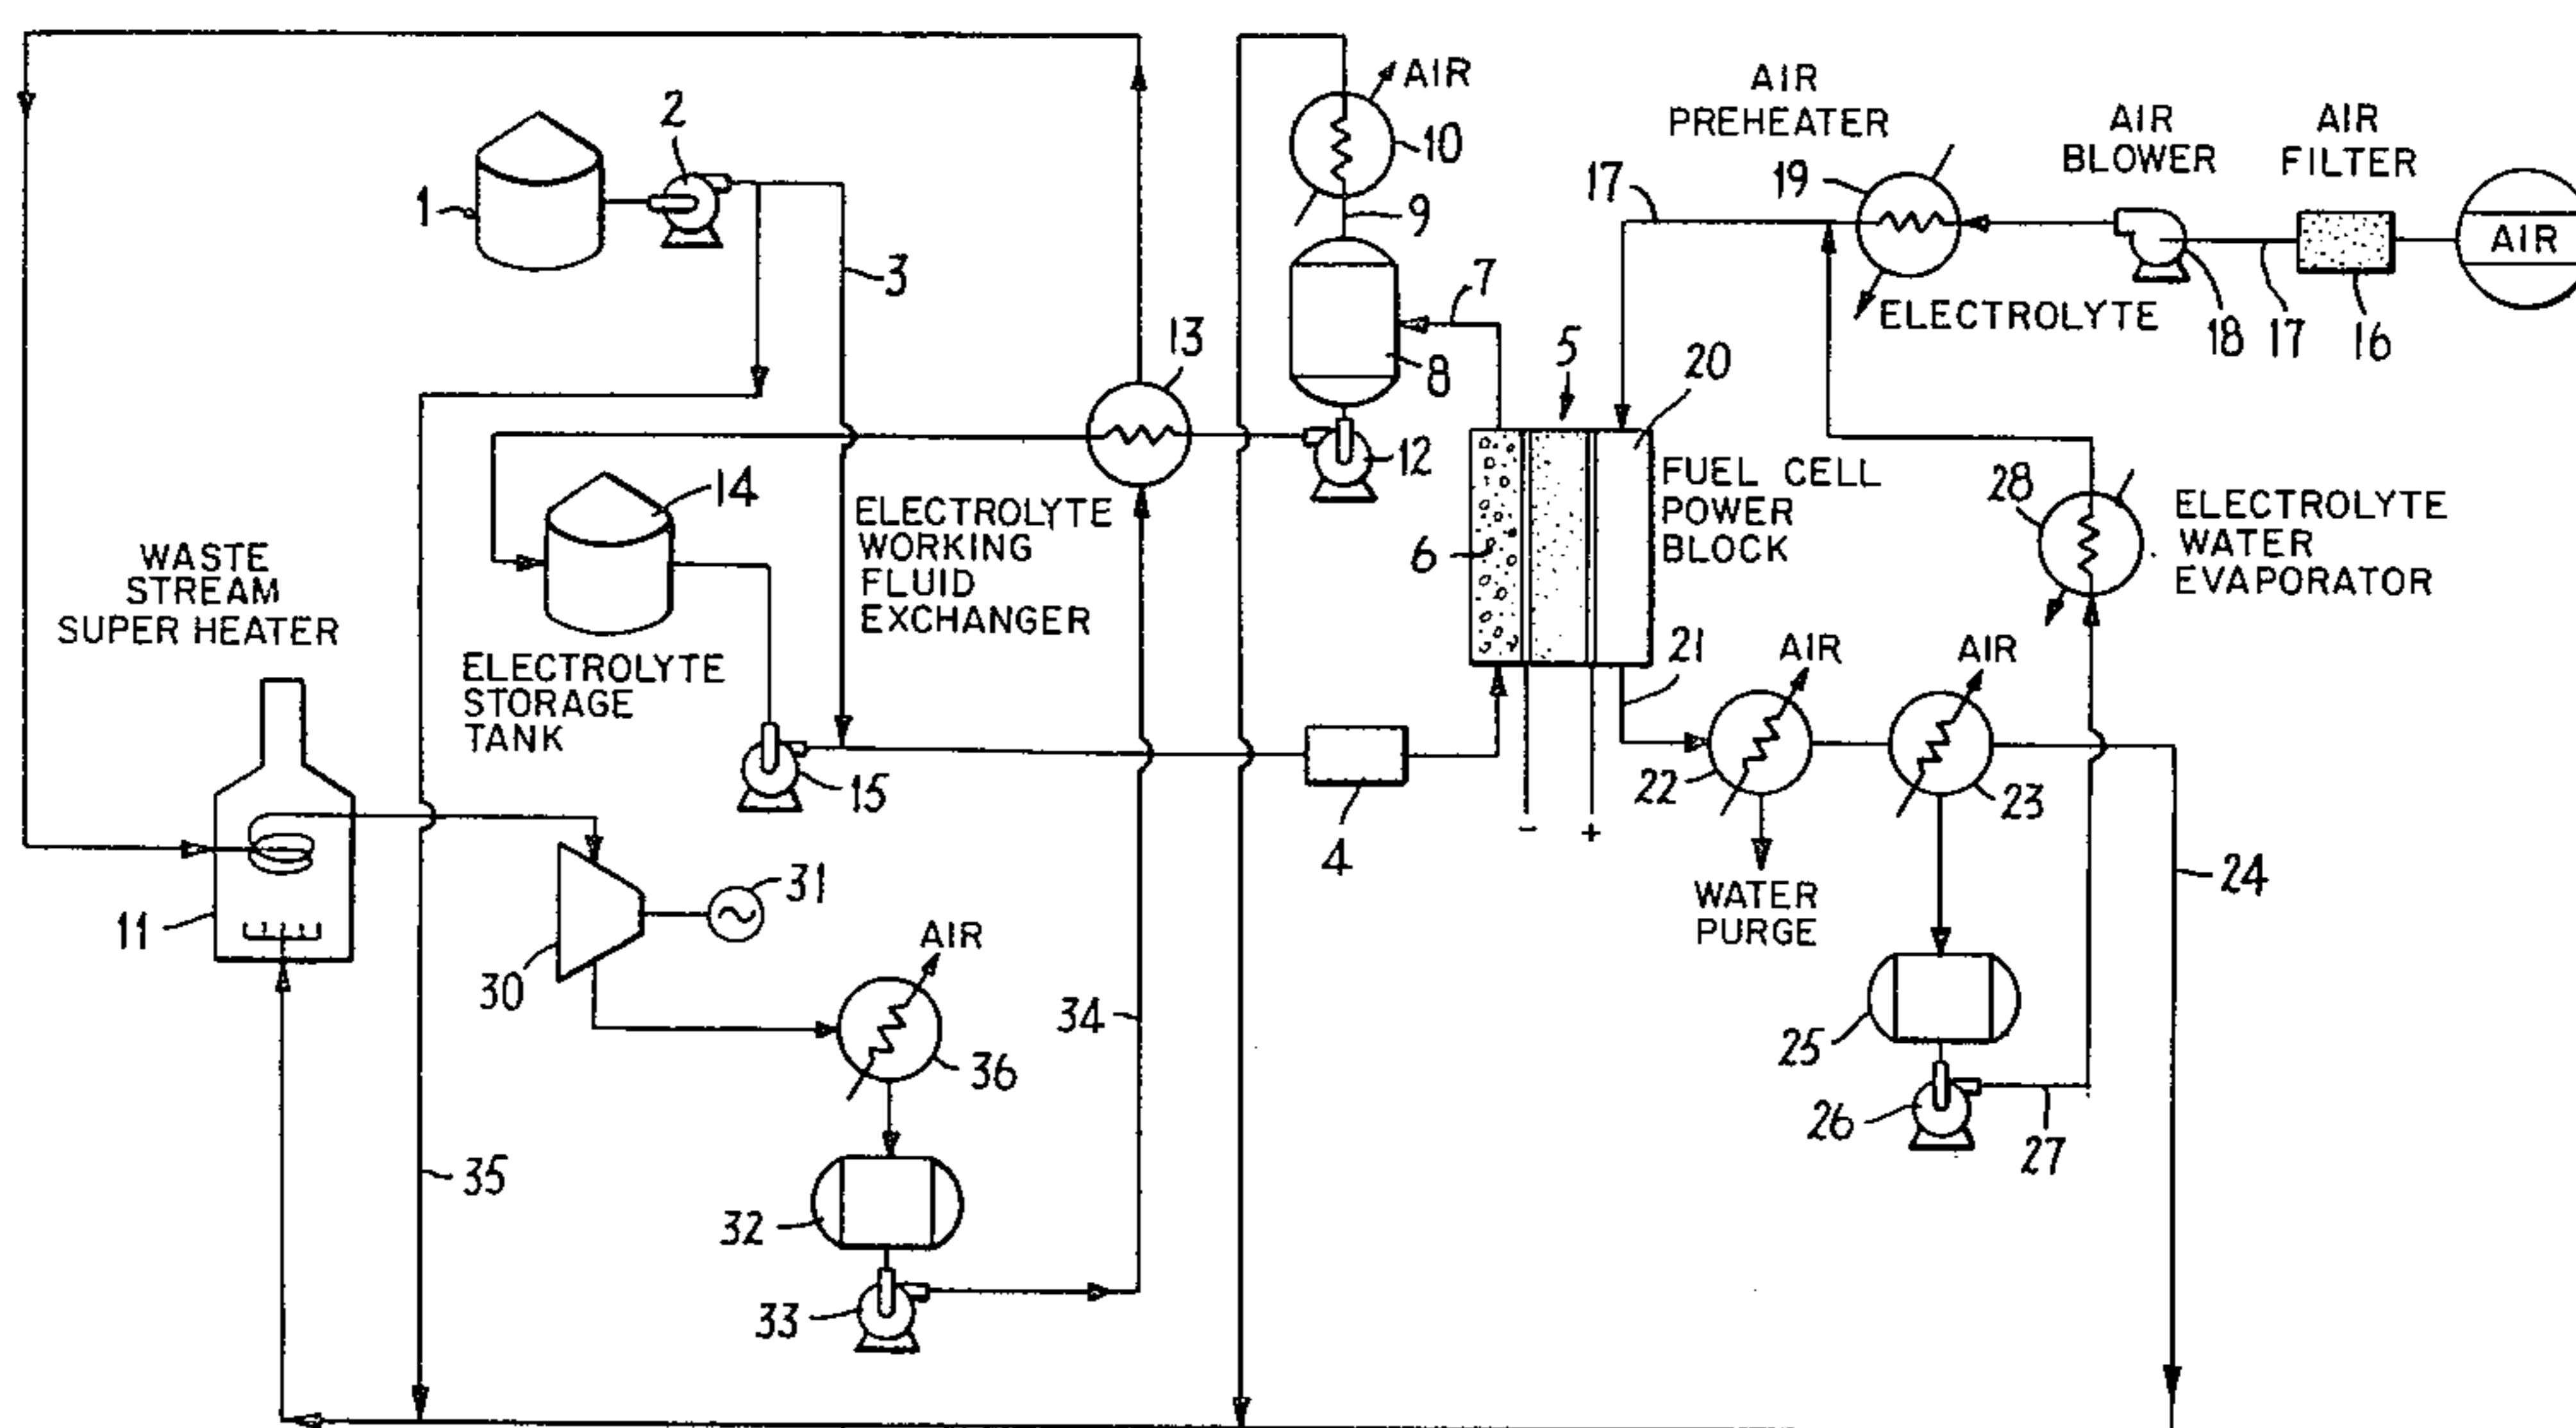 AIR
10
AIR
PREHEATER
19
AIR
BLOWER
AIR
FILTER
AIR
2
1
3
9
17
7
ELECTROLYTE
18
17
16
13
8
5
20
12
14
ELECTROLYTE
WORKING
FLUID
EXCHANGER
6
FUEL CELL
POWER
BLOCK
28
ELECTROLYTE
WATER
EVAPORATOR
WASTE
STREAM
SUPER HEATER
ELECTROLYTE
STORAGE
TANK
21
AIR
AIR
15
4
-
+
22
23
WATER
PURGE
24
11
30
31
AIR
36
34
25
26
27
35
32
33